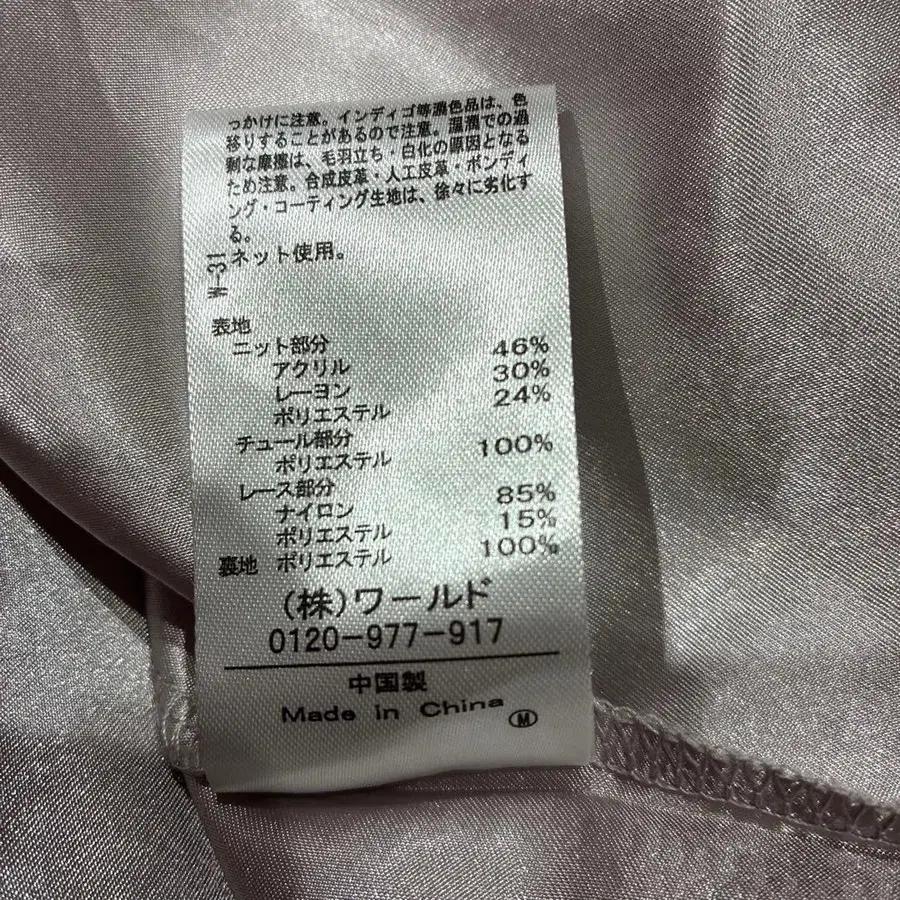 っかけに注意。インディゴ等濃色品は、色
移りすることがあるので注意。湿潤での過
剰な摩擦は、毛羽立ち・白化の原因となる
ため注意。合成皮革・人工皮革・ボンディ
ング・コーティング生地は、徐々に劣化す
る。
ネット使用。
W-31
表地
ニット部分
アクリル 46%
レーヨン 30%
ポリエステル 24%
チュール部分
ポリエステル 100%
レース部分
ナイロン 85%
ポリエステル 15%
裏地 ポリエステル 100%
(株)ワールド
0120-977-917
中国製
Made in China
M